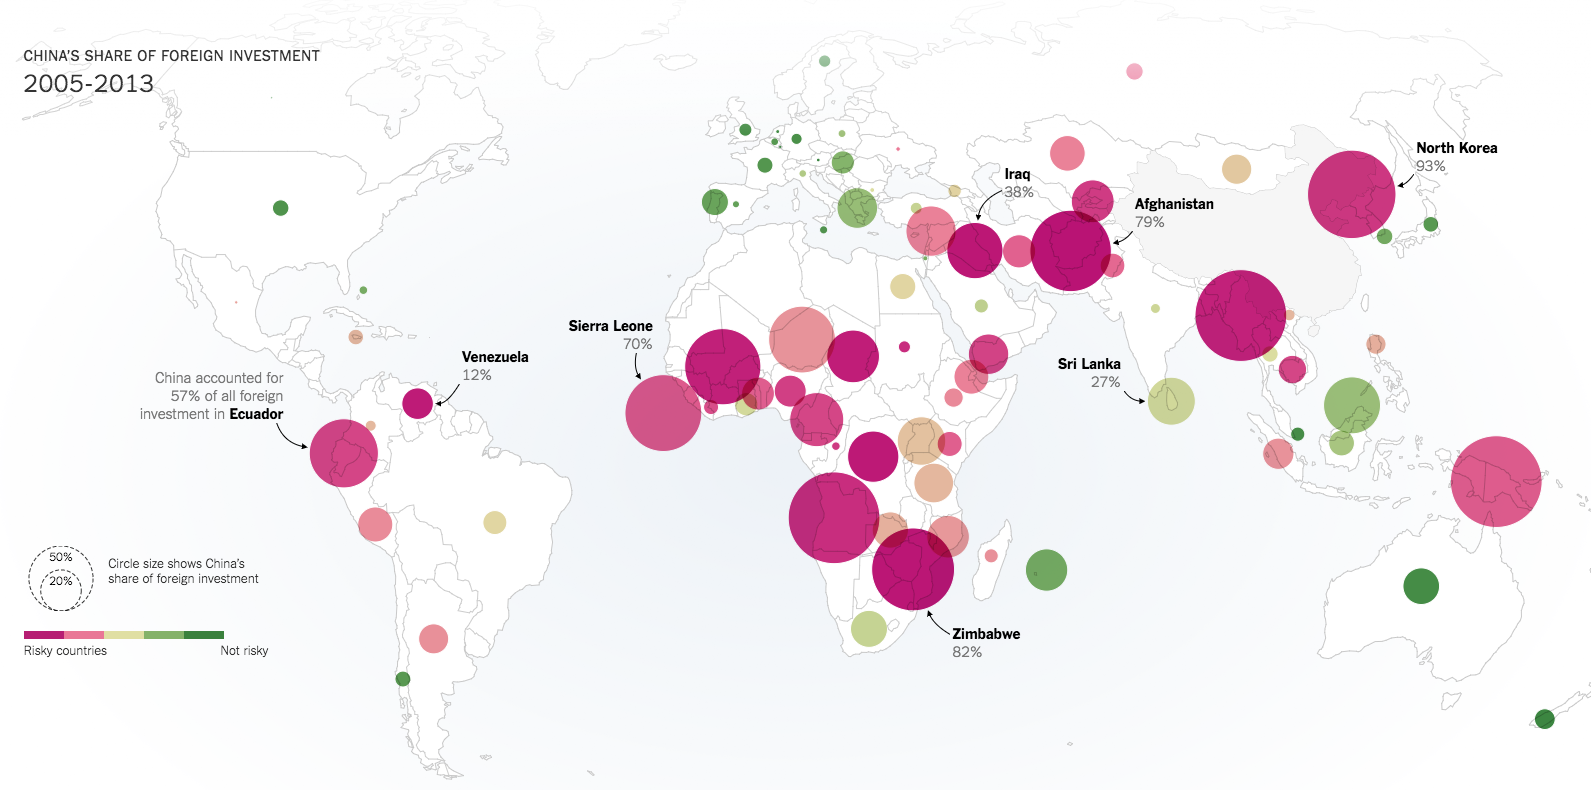 CHINA'S SHARE OF FOREIGN INVESTMENT
2005-2013
North Korea
93%
Iraq
38%
Afghanistan
79%
Sierra Leone
70%
Venezuela
12%
Sri Lanka
27%
China accounted for
57% of all foreign
investment in Ecuador
50%
20%
Circle size shows China's
share of foreign investment
Risky countries
Not risky
Zimbabwe
82%